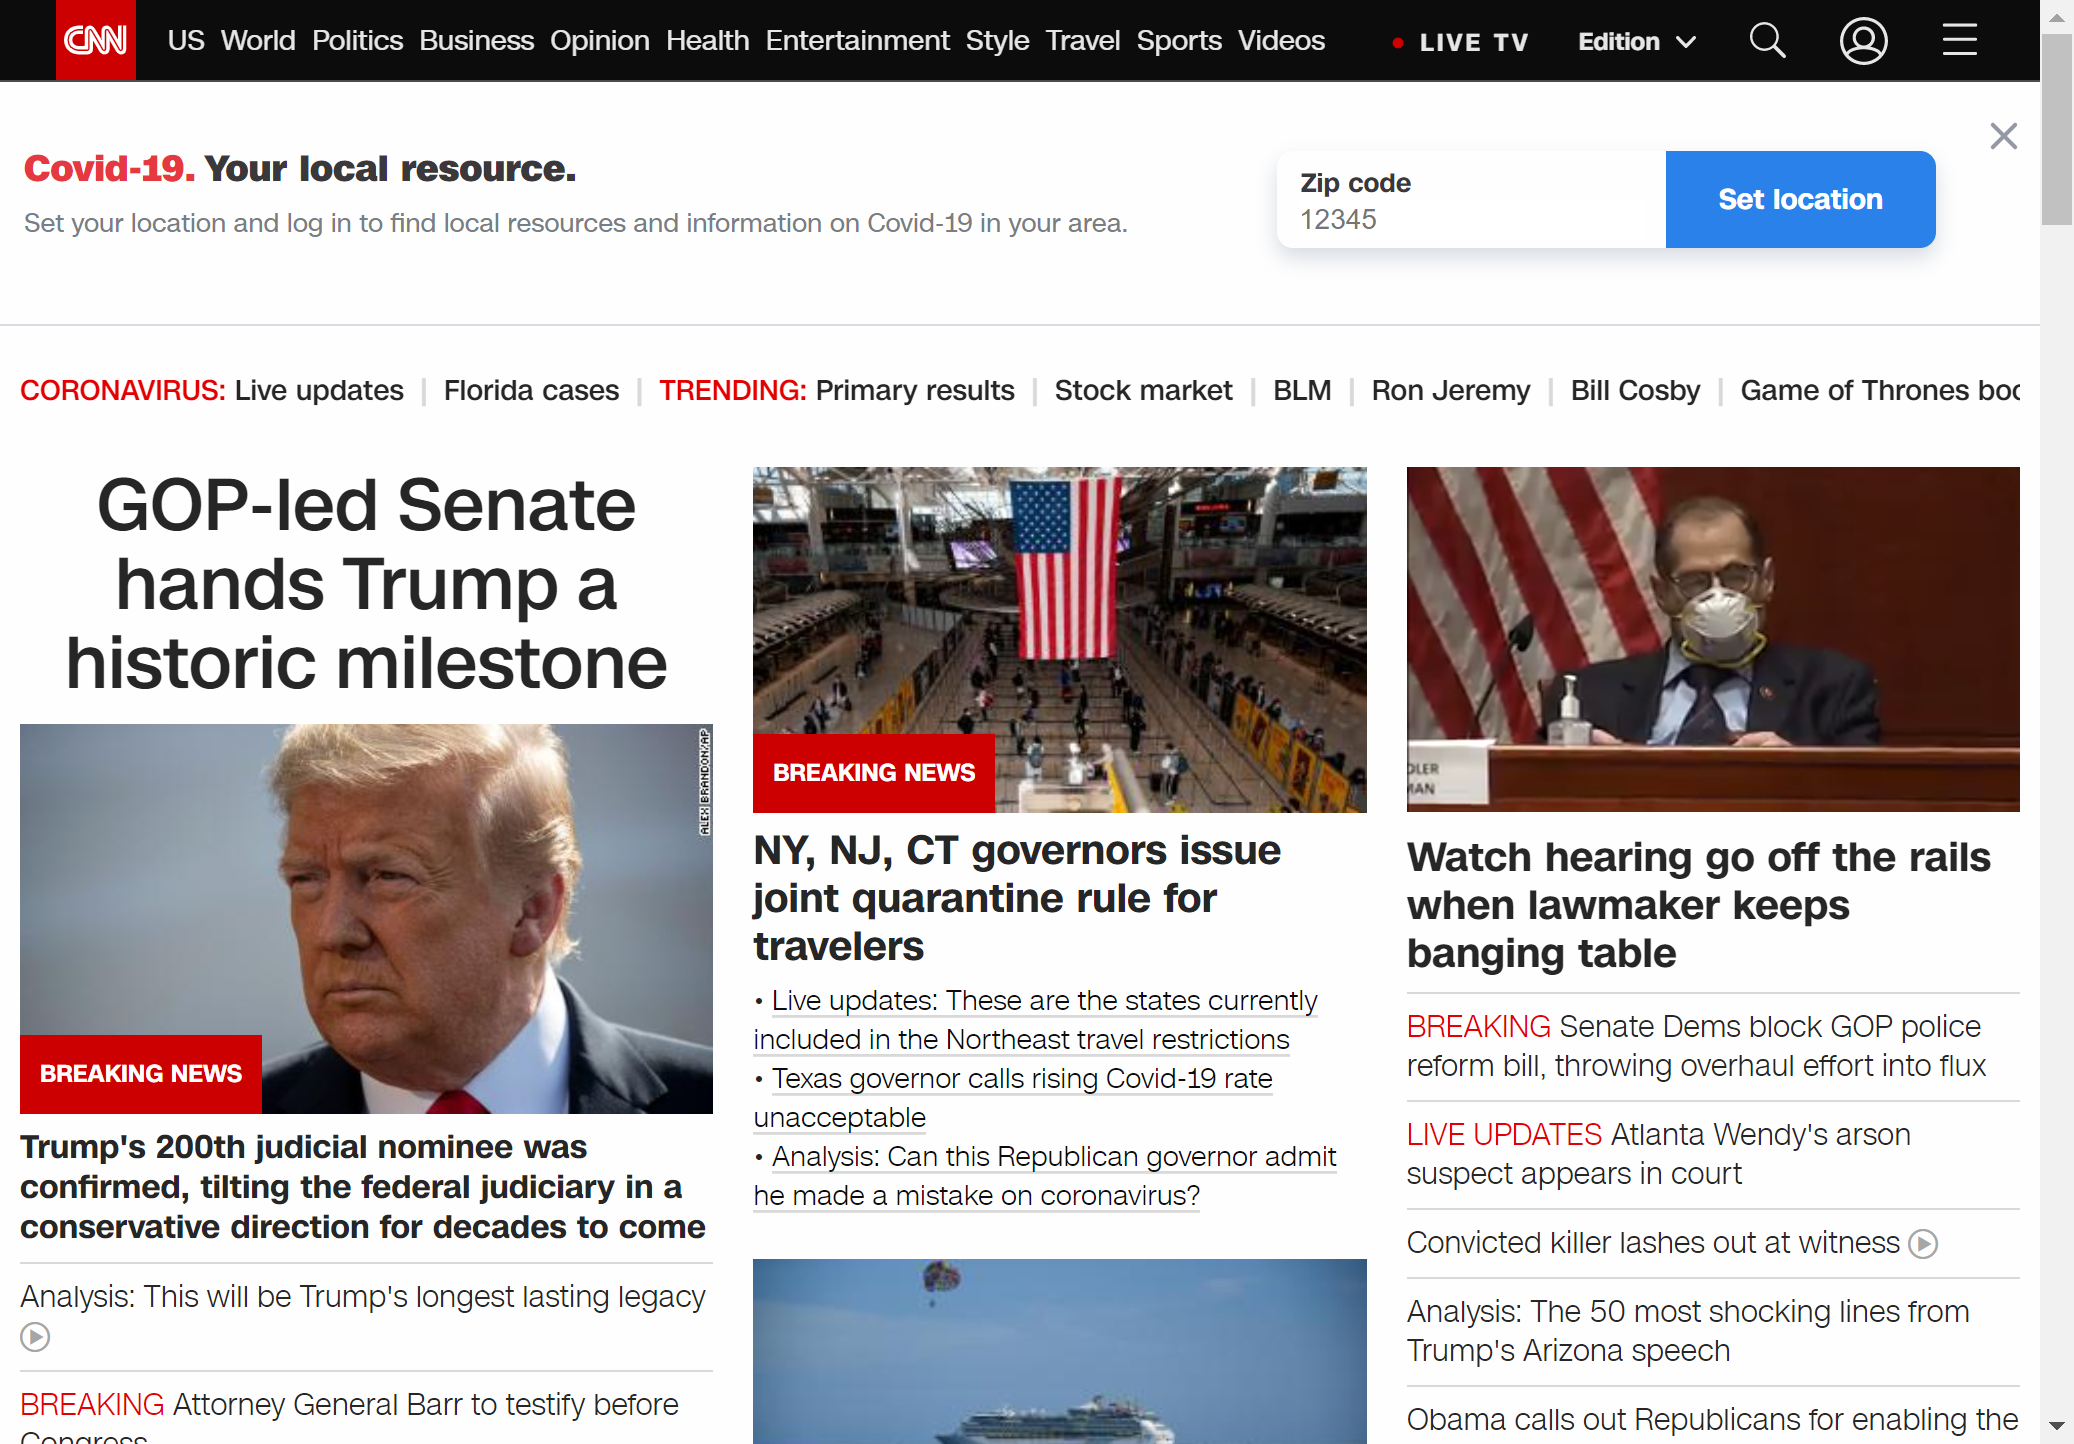 CNN
US World Politics Business Opinion Health Entertainment Style Travel Sports Videos
LIVE TV
Edition
Covid-19. Your local resource.
Set your location and log in to find local resources and information on Covid-19 in your area.
Zip code
12345
Set location
CORONAVIRUS: Live updates | Florida cases | TRENDING: Primary results | Stock market | BLM | Ron Jeremy | Bill Cosby | Game of Thrones boo
GOP-led Senate
hands Trump a
historic milestone
ALEX BRANDON/AP
BREAKING NEWS
Trump's 200th judicial nominee was
confirmed, tilting the federal judiciary in a
conservative direction for decades to come
Analysis: This will be Trump's longest lasting legacy
BREAKING Attorney General Barr to testify before
Congress
BREAKING NEWS
NY, NJ, CT governors issue
joint quarantine rule for
travelers
• Live updates: These are the states currently
included in the Northeast travel restrictions
• Texas governor calls rising Covid-19 rate
unacceptable
• Analysis: Can this Republican governor admit
he made a mistake on coronavirus?
DLER
MAN
Watch hearing go off the rails
when lawmaker keeps
banging table
BREAKING Senate Dems block GOP police
reform bill, throwing overhaul effort into flux
LIVE UPDATES Atlanta Wendy's arson
suspect appears in court
Convicted killer lashes out at witness
Analysis: The 50 most shocking lines from
Trump's Arizona speech
Obama calls out Republicans for enabling the